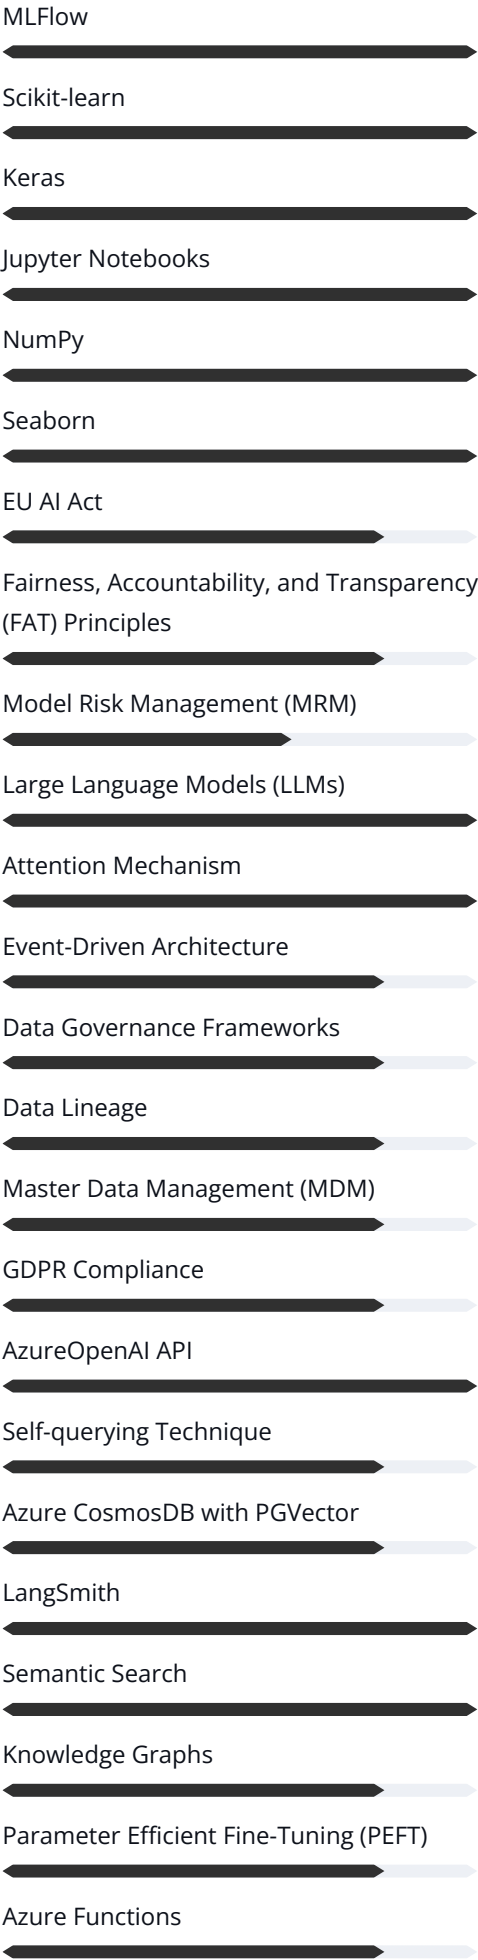 MLFlow
Scikit-learn
Keras
Jupyter Notebooks
NumPy
Seaborn
EU AI Act
Fairness, Accountability, and Transparency
(FAT) Principles
Model Risk Management (MRM)
Large Language Models (LLMs)
Attention Mechanism
Event-Driven Architecture
Data Governance Frameworks
Data Lineage
Master Data Management (MDM)
GDPR Compliance
AzureOpenAI API
Self-querying Technique
Azure CosmosDB with PGVector
LangSmith
Semantic Search
Knowledge Graphs
Parameter Efficient Fine-Tuning (PEFT)
Azure Functions